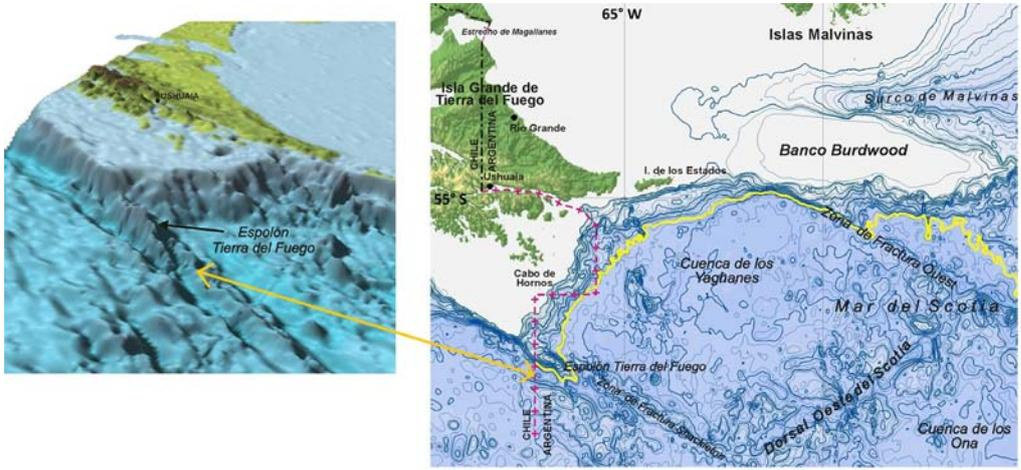 USHUAIA
Espolón
Tierra del Fuego
65° W
Estrecho de Magallanes
Islas Malvinas
Isla Grande de
Tierra del Fuego
Surco de Malvinas
Río Grande
CHILE
ARGENTINA
Banco Burdwood
Ushuaia
I. de los Estados
55° S
Zona de Fractura Ouest
Cuenca de los
Yaghanes
Cabo de
Hornos
Mar del Scotia
Espolón Tierra del Fuego
Zona de Fractura Shackleton
Dorsal Oeste del Scotia
CHILE
ARGENTINA
Cuenca de los
Ona